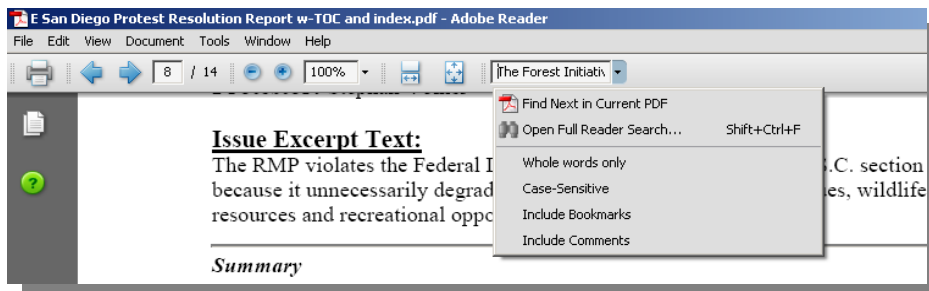 E San Diego Protest Resolution Report w-TOC and index.pdf - Adobe Reader
File Edit View Document Tools Window Help
8 / 14 100% The Forest Initiativ
Find Next in Current PDF
Open Full Reader Search... Shift+Ctrl+F
Whole words only
Case-Sensitive
Include Bookmarks
Include Comments
Issue Excerpt Text:
The RMP violates the Federal .C. section
because it unnecessarily degrad es, wildlife
resources and recreational oppo
Summary